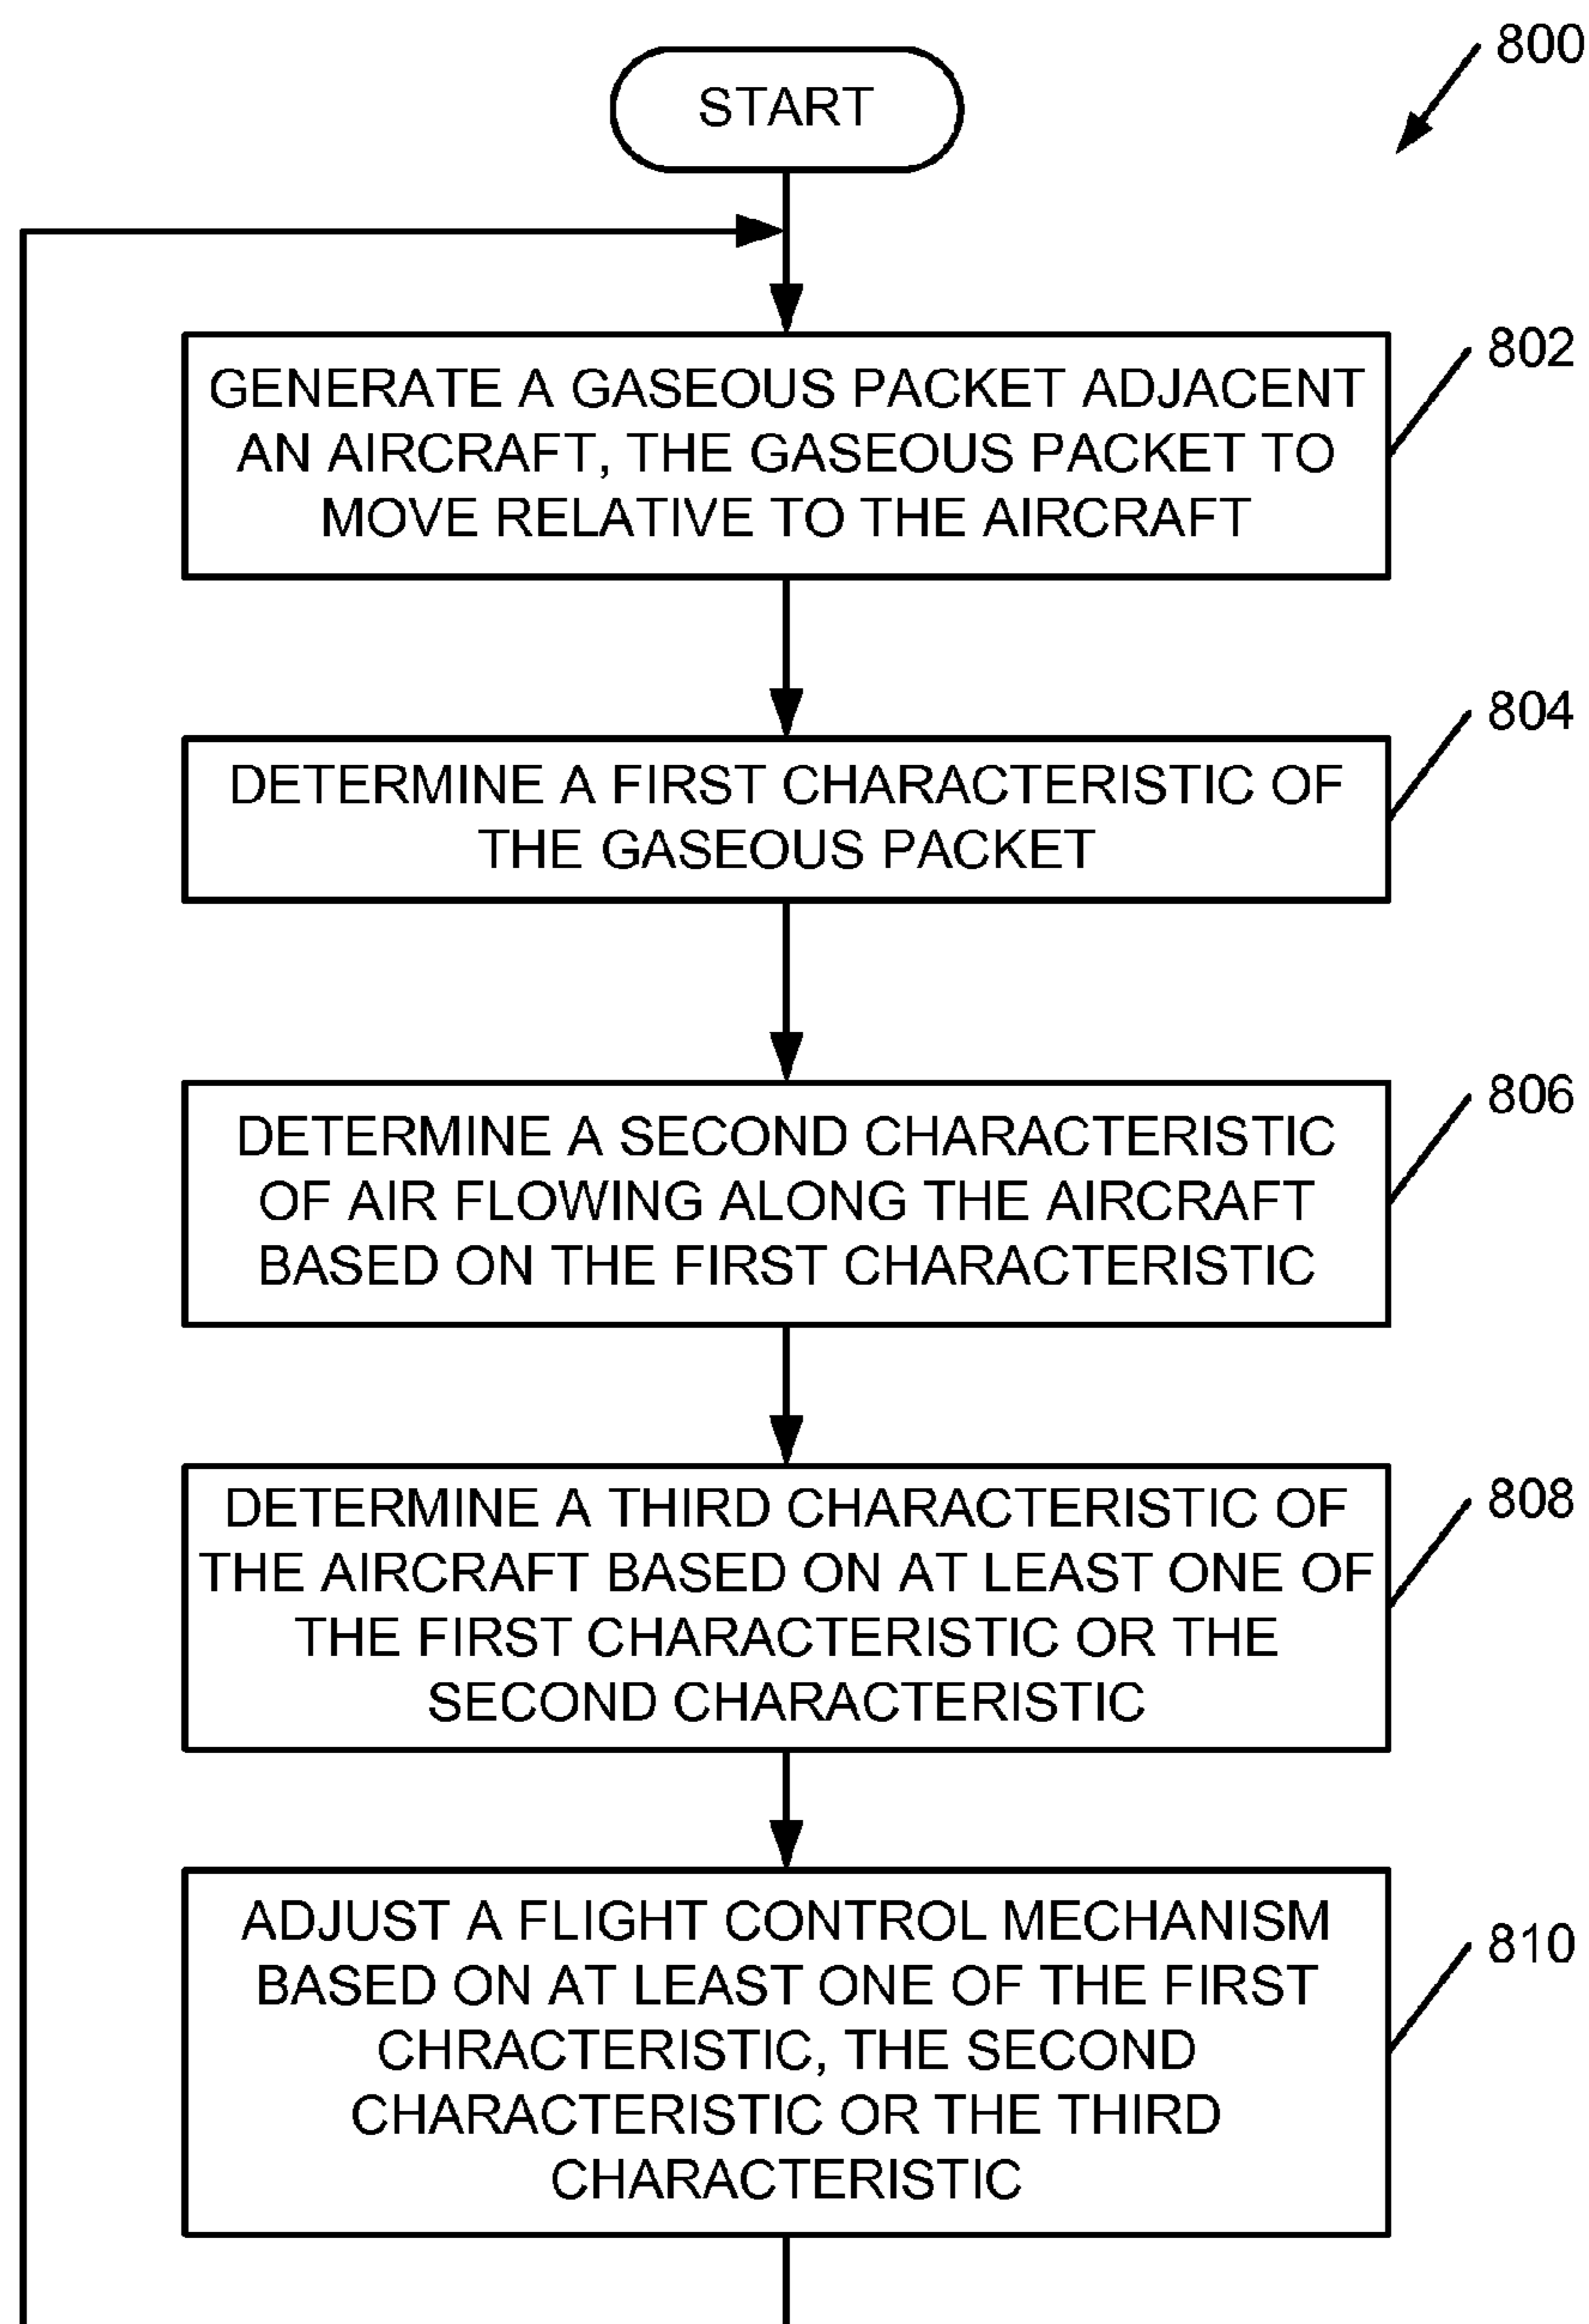 800
START
802
GENERATE A GASEOUS PACKET ADJACENT
AN AIRCRAFT, THE GASEOUS PACKET TO
MOVE RELATIVE TO THE AIRCRAFT
804
DETERMINE A FIRST CHARACTERISTIC OF
THE GASEOUS PACKET
806
DETERMINE A SECOND CHARACTERISTIC
OF AIR FLOWING ALONG THE AIRCRAFT
BASED ON THE FIRST CHARACTERISTIC
808
DETERMINE A THIRD CHARACTERISTIC OF
THE AIRCRAFT BASED ON AT LEAST ONE OF
THE FIRST CHARACTERISTIC OR THE
SECOND CHARACTERISTIC
810
ADJUST A FLIGHT CONTROL MECHANISM
BASED ON AT LEAST ONE OF THE FIRST
CHRACTERISTIC, THE SECOND
CHARACTERISTIC OR THE THIRD
CHARACTERISTIC